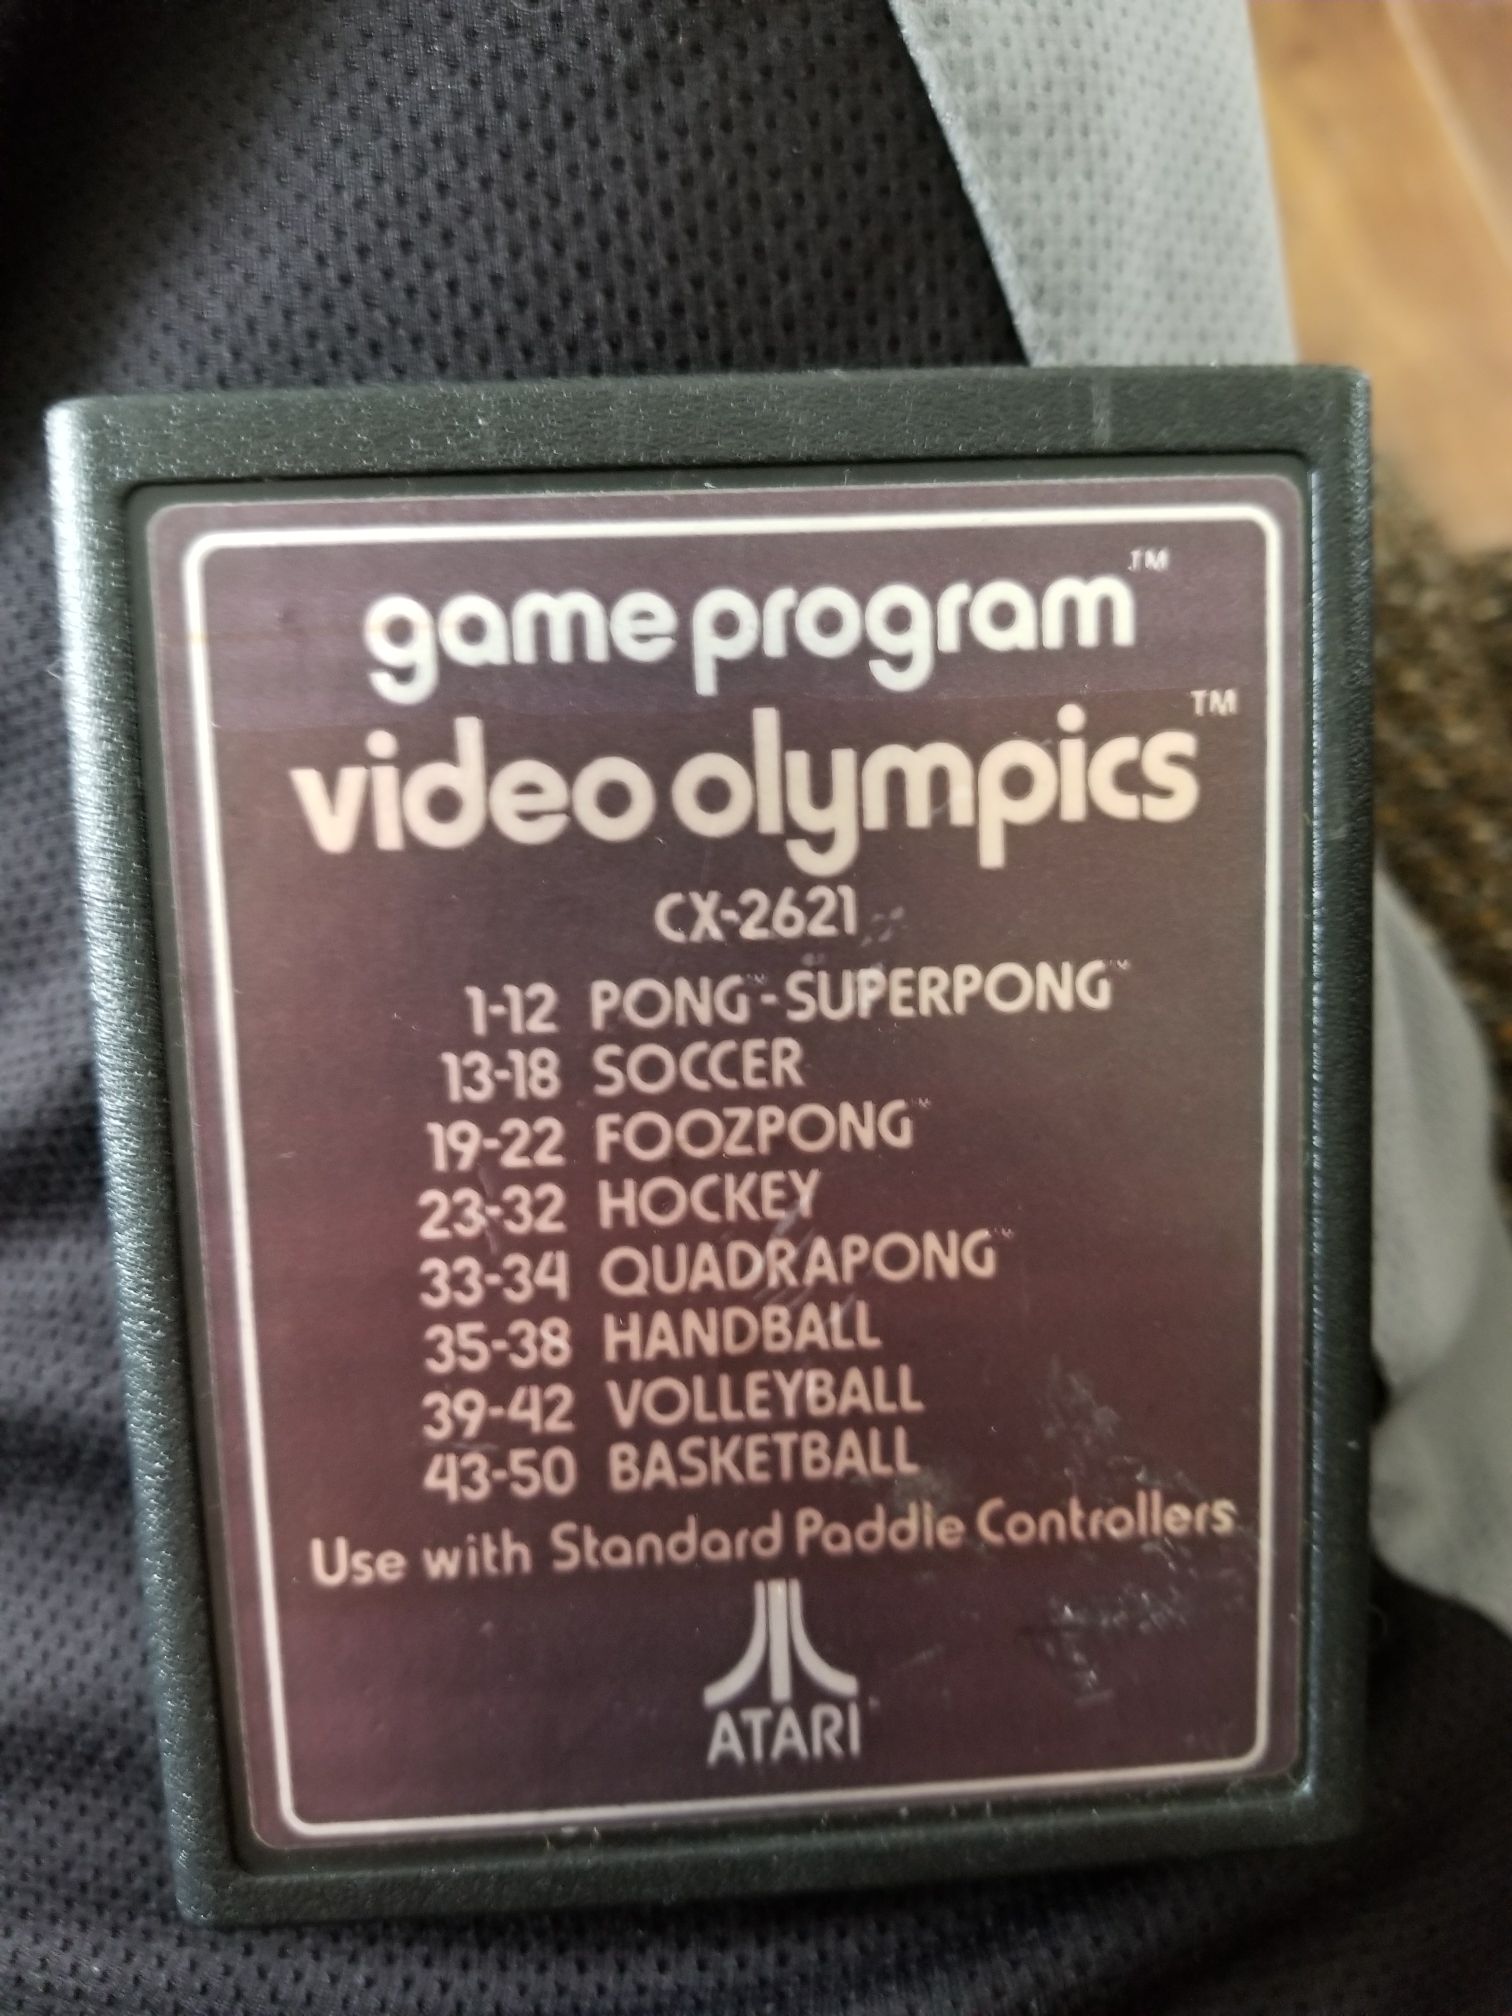 game program™
video olympics™
CX-2621
1-12 PONG™-SUPERPONG™
13-18 SOCCER
19-22 FOOZPONG™
23-32 HOCKEY
33-34 QUADRAPONG™
35-38 HANDBALL
39-42 VOLLEYBALL
43-50 BASKETBALL
Use with Standard Paddle Controllers
ATARI